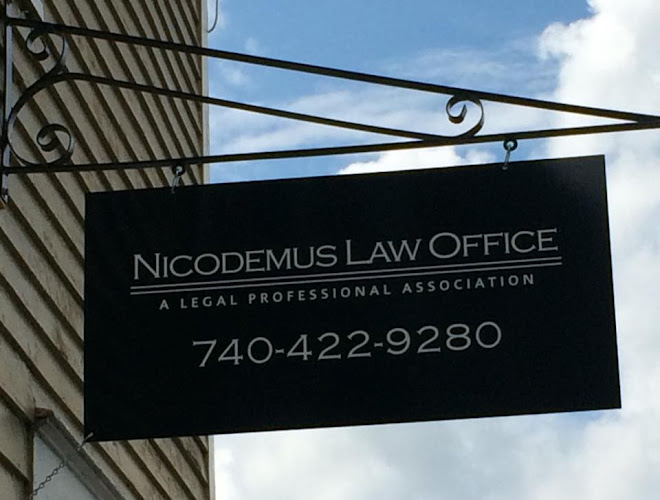 NICODEMUS LAW OFFICE
A LEGAL PROFESSIONAL ASSOCIATION
740-422-9280